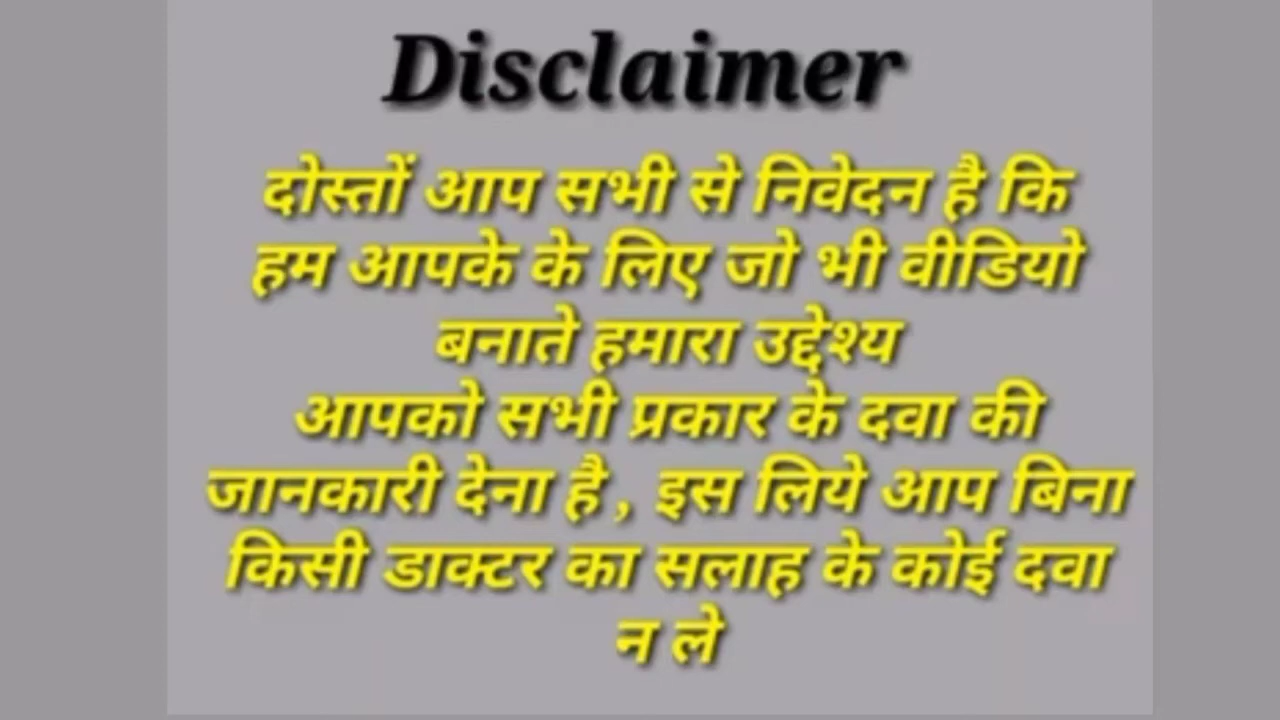 Disclaimer
दोस्तों आप सभी से निवेदन है कि
हम आपके के लिए जो भी वीडियो
बनाते हमारा उद्देश्य
आपको सभी प्रकार के दवा की
जानकारी देना है , इस लिये आप बिना
किसी डाक्टर का सलाह के कोई दवा
न ले